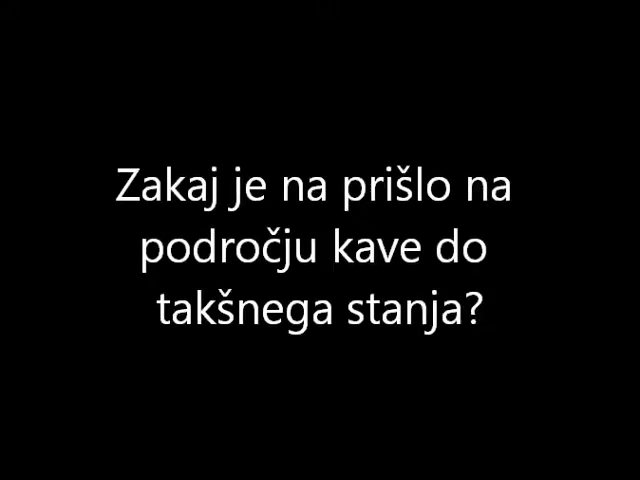 Zakaj je na prišlo na
področju kave do
takšnega stanja?